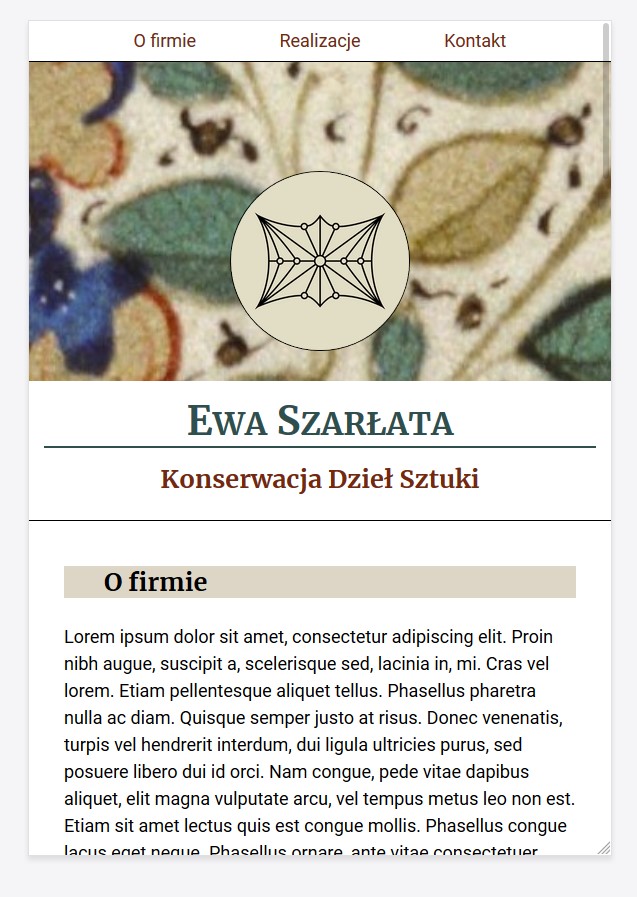 O firmie Realizacje Kontakt
Ewa Szarłata
Konserwacja Dzieł Sztuki
O firmie
Lorem ipsum dolor sit amet, consectetur adipiscing elit. Proin
nibh augue, suscipit a, scelerisque sed, lacinia in, mi. Cras vel
lorem. Etiam pellentesque aliquet tellus. Phasellus pharetra
nulla ac diam. Quisque semper justo at risus. Donec venenatis,
turpis vel hendrerit interdum, dui ligula ultricies purus, sed
posuere libero dui id orci. Nam congue, pede vitae dapibus
aliquet, elit magna vulputate arcu, vel tempus metus leo non est.
Etiam sit amet lectus quis est congue mollis. Phasellus congue
lacus eget neque. Phasellus ornare, ante vitae consectetuer